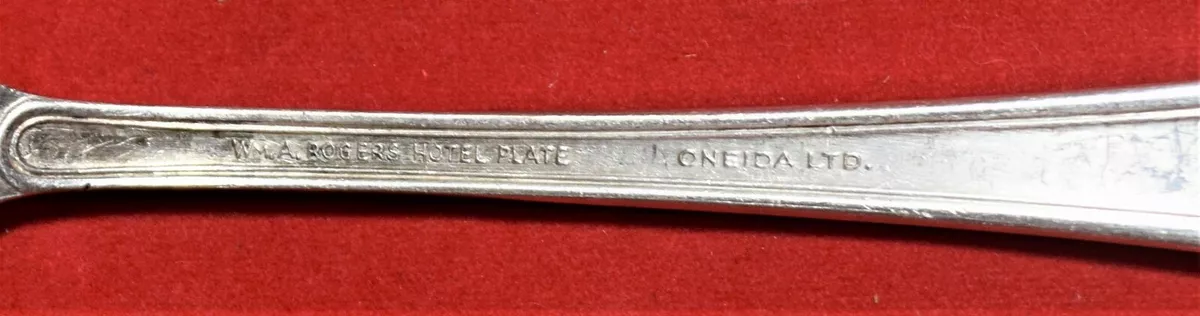 WM. A. ROGERS HOTEL PLATE ONEIDA LTD.